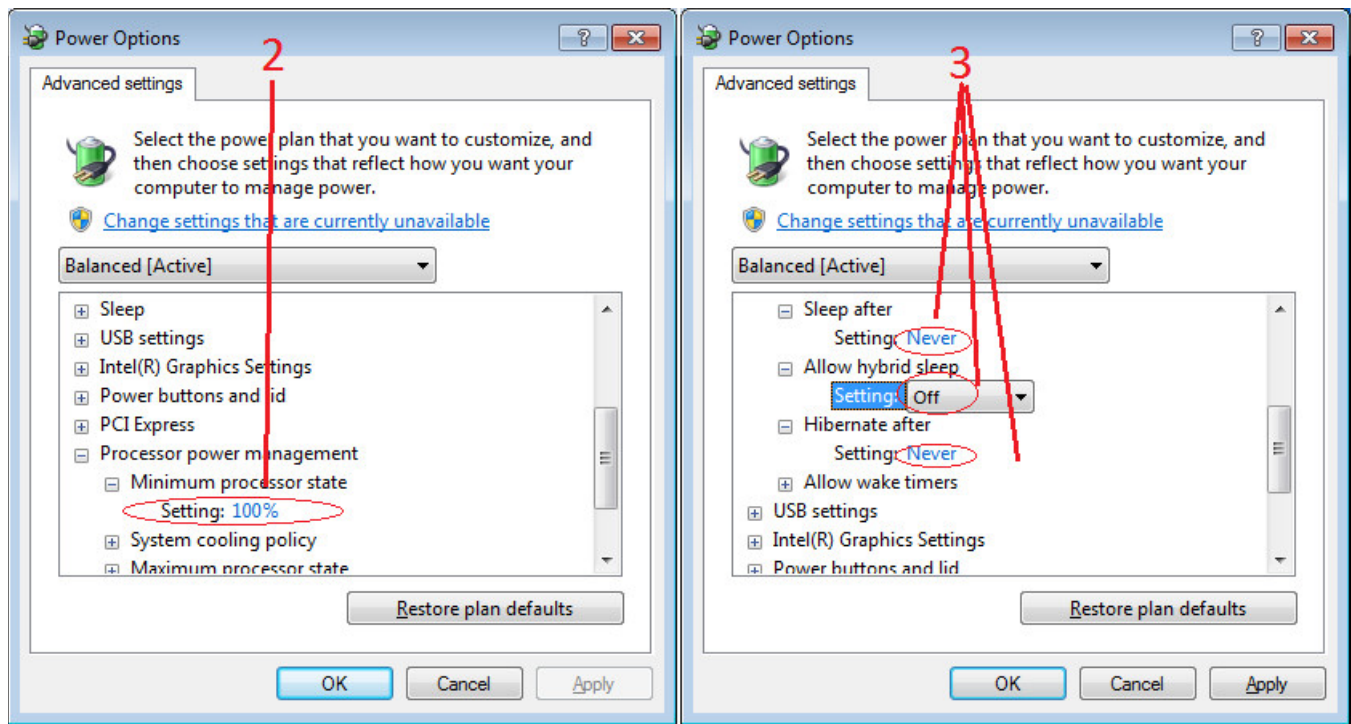 Power Options
2
Advanced settings
Select the power plan that you want to customize, and
then choose settings that reflect how you want your
computer to manage power.
Change settings that are currently unavailable
Balanced [Active]
Sleep
USB settings
Intel(R) Graphics Settings
Power buttons and lid
PCI Express
Processor power management
Minimum processor state
Setting: 100%
System cooling policy
Maximum processor state
Restore plan defaults
OK
Cancel
Apply
Power Options
3
Advanced settings
Select the power plan that you want to customize, and
then choose settings that reflect how you want your
computer to manage power.
Change settings that are currently unavailable
Balanced [Active]
Sleep after
Setting: Never
Allow hybrid sleep
Setting: Off
Hibernate after
Setting: Never
Allow wake timers
USB settings
Intel(R) Graphics Settings
Power buttons and lid
Restore plan defaults
OK
Cancel
Apply